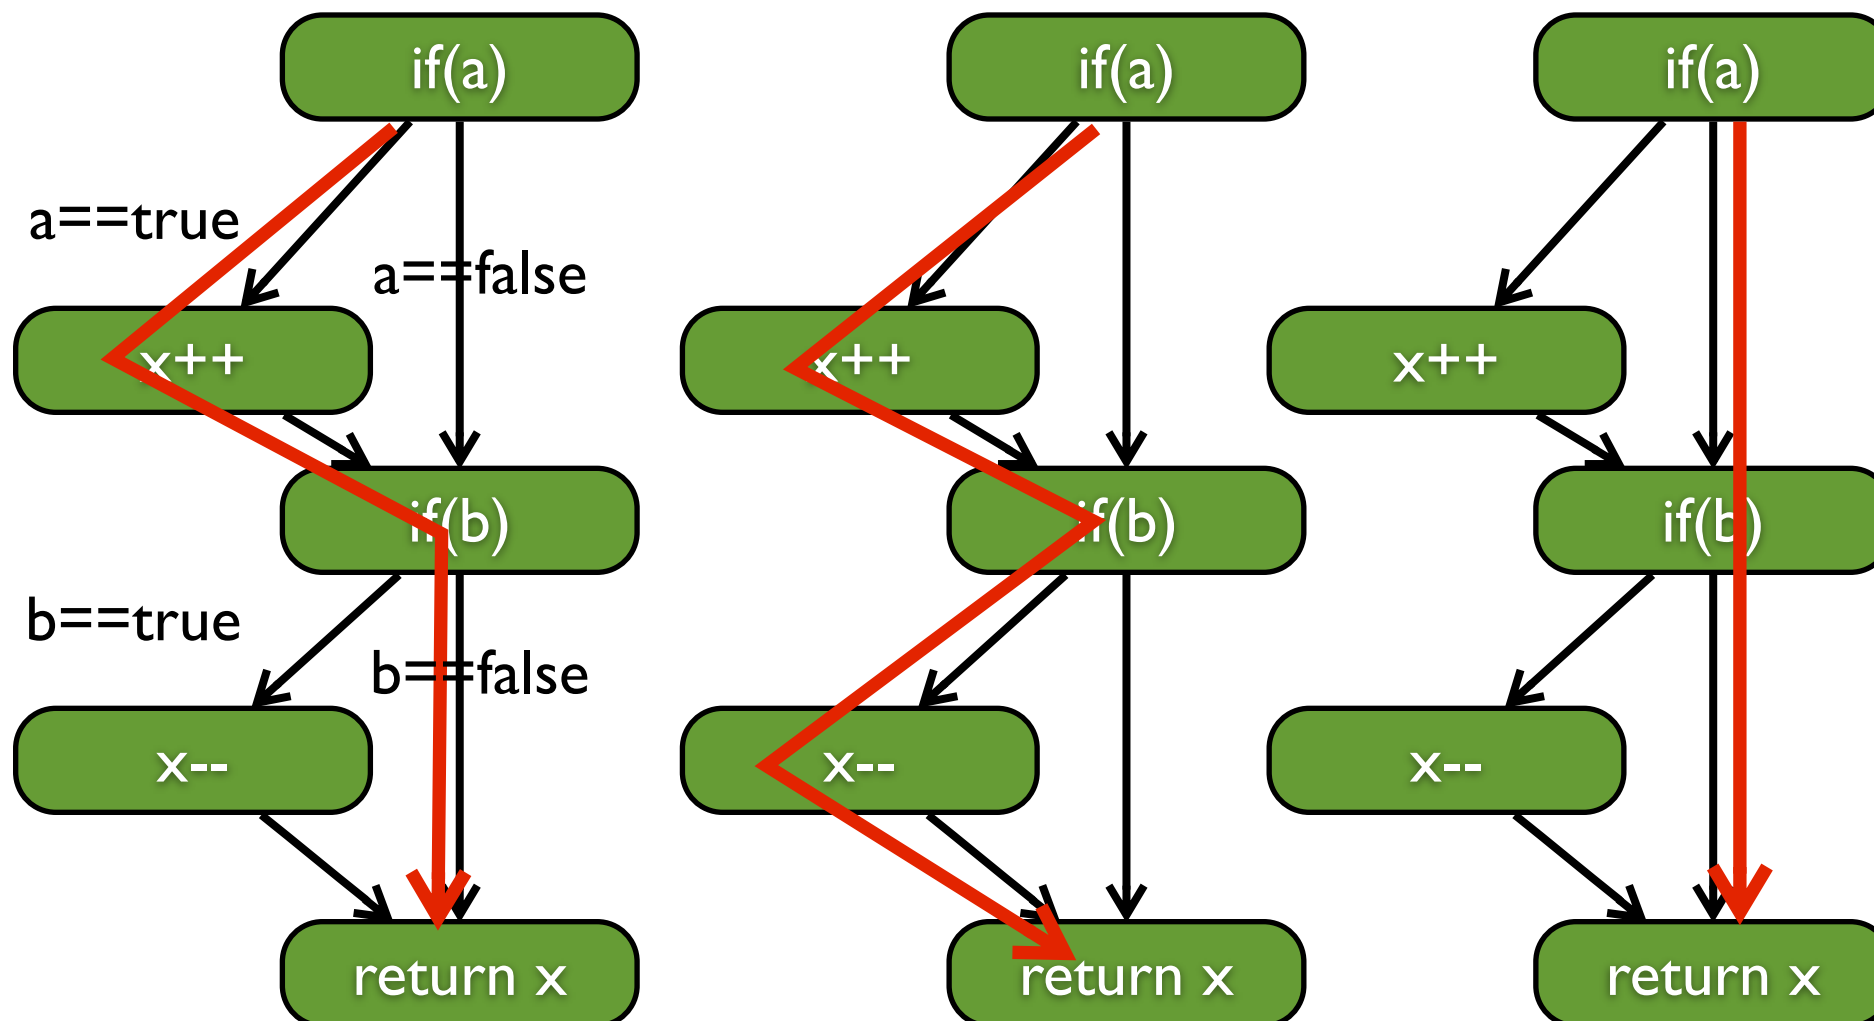 if(a)
a==true
a==false
x++
if(b)
b==true
b==false
x--
return x
if(a)
x++
if(b)
x--
return x
if(a)
x++
if(b)
x--
return x